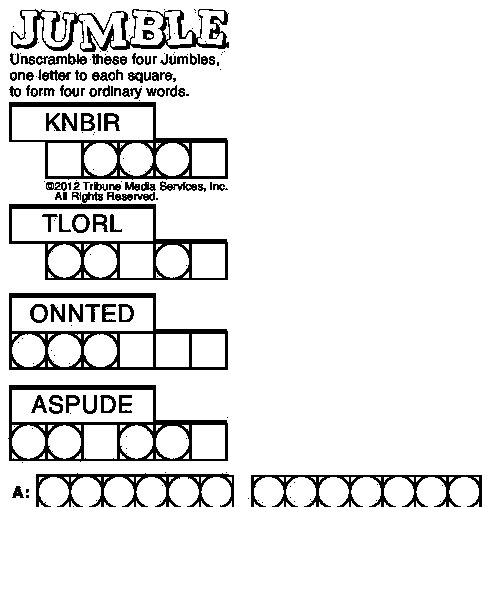 JUMBLE
Unscramble these four Jumbles,
one letter to each square,
to form four ordinary words.
KNBIR
©2012 Tribune Media Services, Inc.
All Rights Reserved.
TLORL
ONNTED
ASPUDE
A: